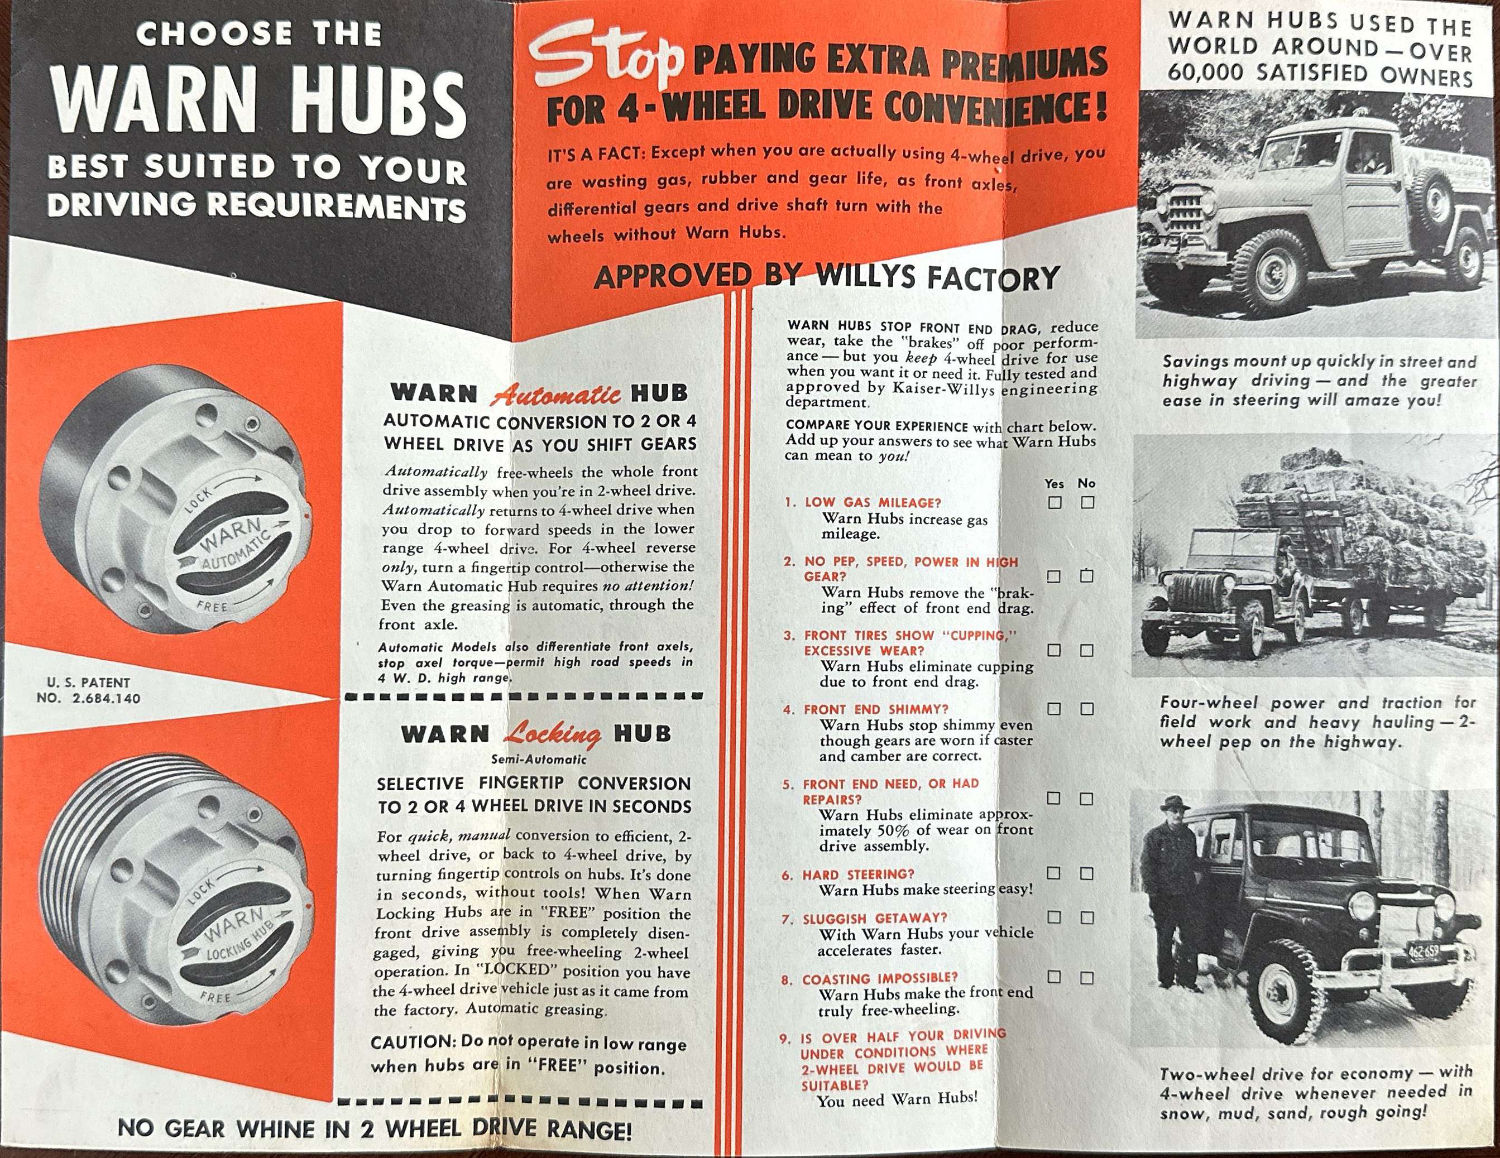 CHOOSE THE
WARN HUBS
BEST SUITED TO YOUR
DRIVING REQUIREMENTS
LOCK
WARN
AUTOMATIC
FREE
U. S. PATENT
NO. 2.684.140
LOCK
WARN
LOCKING HUB
FREE
WARN Automatic HUB
AUTOMATIC CONVERSION TO 2 OR 4
WHEEL DRIVE AS YOU SHIFT GEARS
Automatically free-wheels the whole front
drive assembly when you're in 2-wheel drive.
Automatically returns to 4-wheel drive when
you drop to forward speeds in the lower
range 4-wheel drive. For 4-wheel reverse
only, turn a fingertip control—otherwise the
Warn Automatic Hub requires no attention!
Even the greasing is automatic, through the
front axle.
Automatic Models also differentiate front axels,
stop axel torque—permit high road speeds in
4 W. D. high range.
WARN Locking HUB
Semi-Automatic
SELECTIVE FINGERTIP CONVERSION
TO 2 OR 4 WHEEL DRIVE IN SECONDS
For quick, manual conversion to efficient, 2-
wheel drive, or back to 4-wheel drive, by
turning fingertip controls on hubs. It's done
in seconds, without tools! When Warn
Locking Hubs are in "FREE" position the
front drive assembly is completely disen-
gaged, giving you free-wheeling 2-wheel
operation. In "LOCKED" position you have
the 4-wheel drive vehicle just as it came from
the factory. Automatic greasing.
CAUTION: Do not operate in low range
when hubs are in "FREE" position.
NO GEAR WHINE IN 2 WHEEL DRIVE RANGE!
Stop PAYING EXTRA PREMIUMS
FOR 4-WHEEL DRIVE CONVENIENCE!
IT'S A FACT: Except when you are actually using 4-wheel drive, you
are wasting gas, rubber and gear life, as front axles,
differential gears and drive shaft turn with the
wheels without Warn Hubs.
APPROVED BY WILLYS FACTORY
WARN HUBS STOP FRONT END DRAG, reduce
wear, take the "brakes" off poor perform-
ance — but you keep 4-wheel drive for use
when you want it or need it. Fully tested and
approved by Kaiser-Willys engineering
department.
COMPARE YOUR EXPERIENCE with chart below.
Add up your answers to see what Warn Hubs
can mean to you!
Yes No
1. LOW GAS MILEAGE?
Warn Hubs increase gas
mileage.
2. NO PEP, SPEED, POWER IN HIGH
GEAR?
Warn Hubs remove the "brak-
ing" effect of front end drag.
3. FRONT TIRES SHOW "CUPPING,"
EXCESSIVE WEAR?
Warn Hubs eliminate cupping
due to front end drag.
4. FRONT END SHIMMY?
Warn Hubs stop shimmy even
though gears are worn if caster
and camber are correct.
5. FRONT END NEED, OR HAD
REPAIRS?
Warn Hubs eliminate approx-
imately 50% of wear on front
drive assembly.
6. HARD STEERING?
Warn Hubs make steering easy!
7. SLUGGISH GETAWAY?
With Warn Hubs your vehicle
accelerates faster.
8. COASTING IMPOSSIBLE?
Warn Hubs make the front end
truly free-wheeling.
9. IS OVER HALF YOUR DRIVING
UNDER CONDITIONS WHERE
2-WHEEL DRIVE WOULD BE
SUITABLE?
You need Warn Hubs!
WARN HUBS USED THE
WORLD AROUND—OVER
60,000 SATISFIED OWNERS
Savings mount up quickly in street and
highway driving — and the greater
ease in steering will amaze you!
Four-wheel power and traction for
field work and heavy hauling — 2-
wheel pep on the highway.
462-659
Two-wheel drive for economy — with
4-wheel drive whenever needed in
snow, mud, sand, rough going!